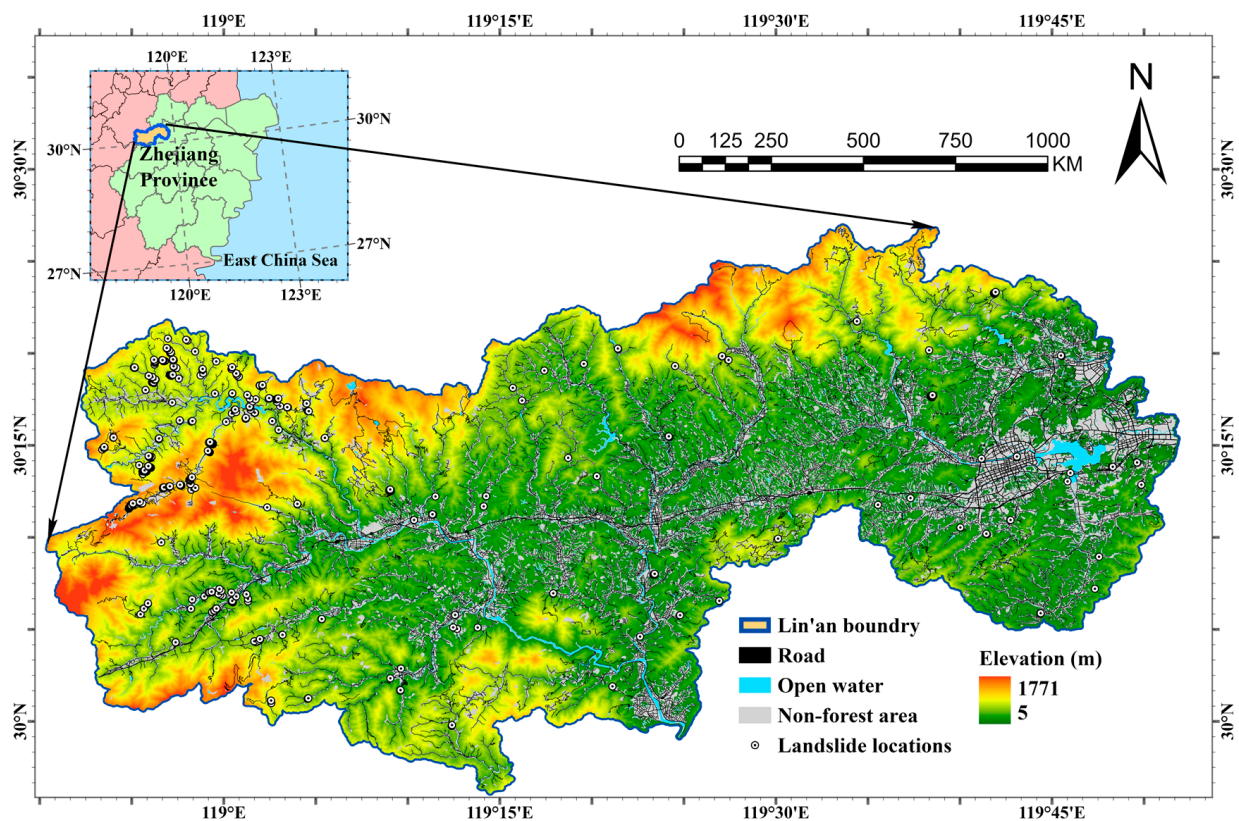 119°E 119°15'E 119°30'E 119°45'E
120°E 123°E
30°N
30°N
Zhejiang
Province
27°N
27°N
East China Sea
120°E 123°E
N
0 125 250 500 750 1000
KM
30°30'N 30°30'N
30°15'N 30°15'N
30°N 30°N
Lin'an boundry
Road
Open water
Non-forest area
Landslide locations
Elevation (m)
1771
5
119°E 119°15'E 119°30'E 119°45'E